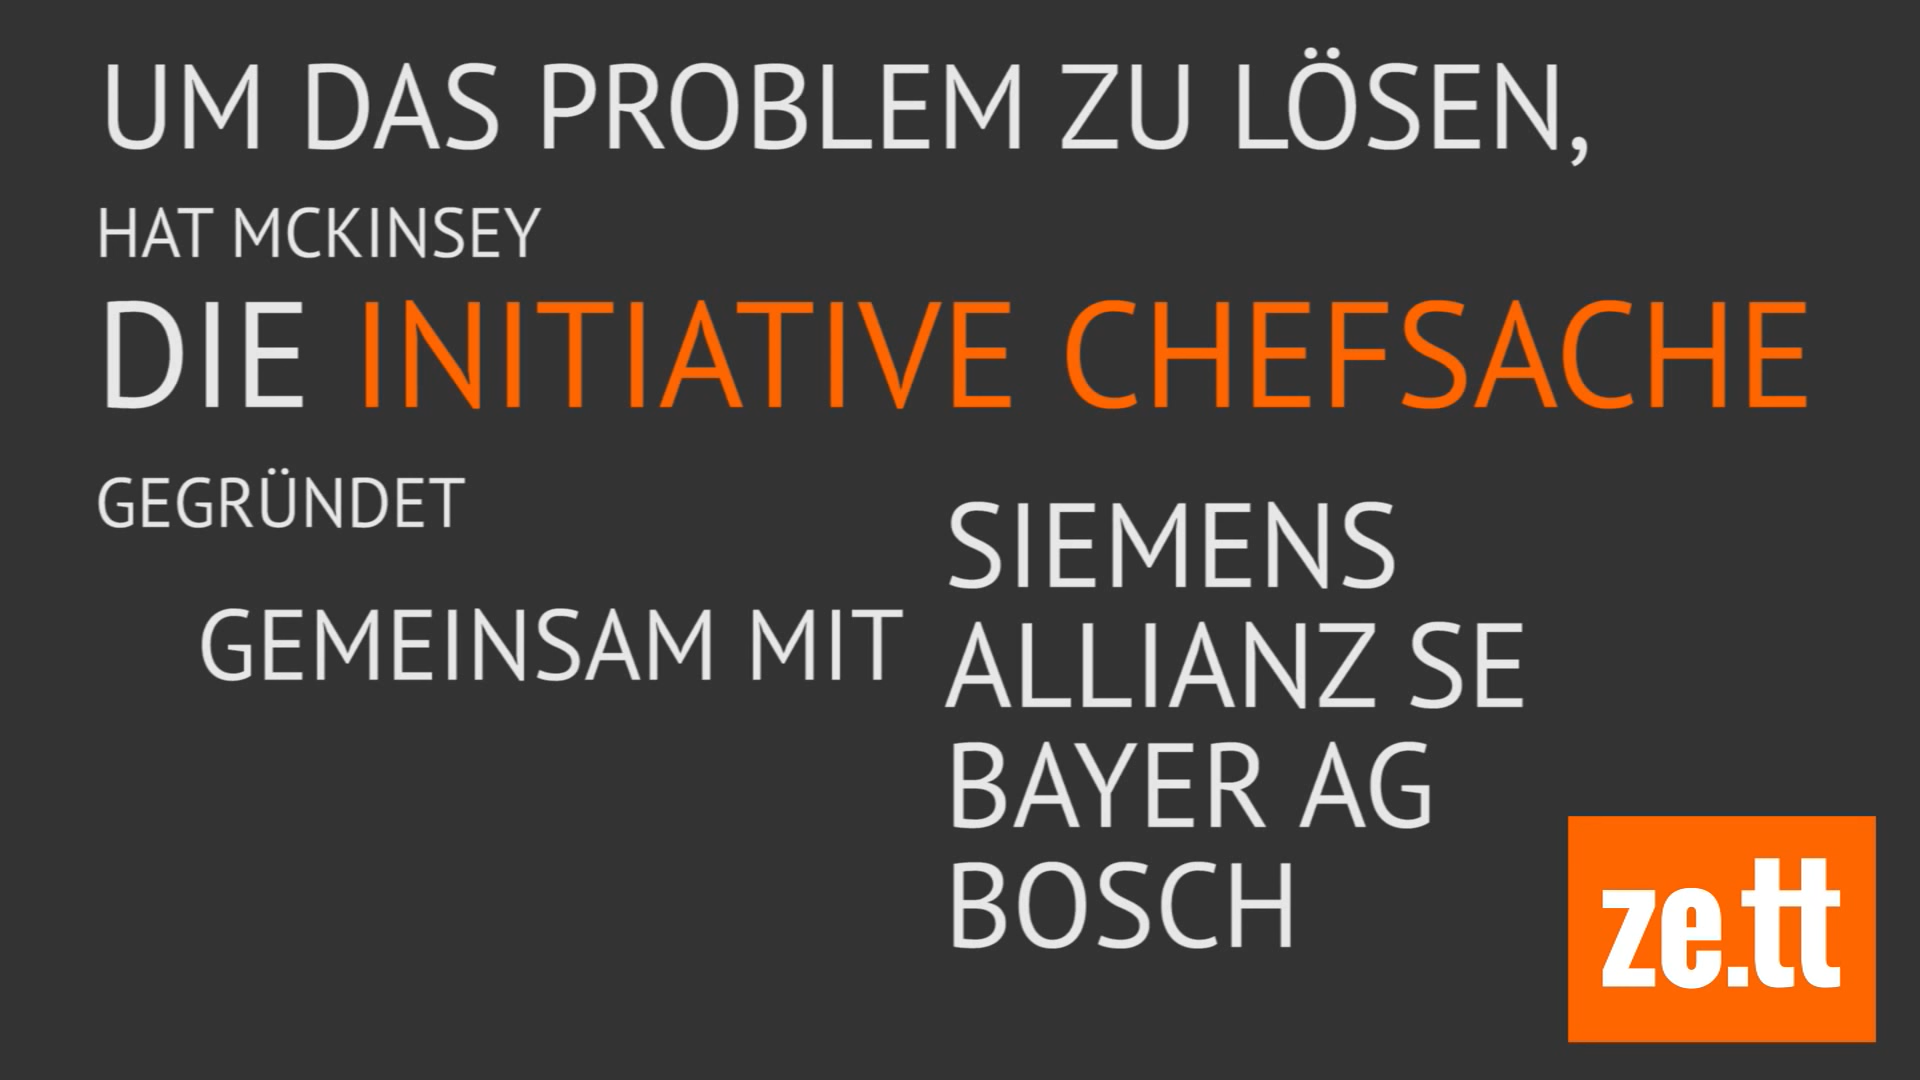 UM DAS PROBLEM ZU LÖSEN,
HAT MCKINSEY
DIE INITIATIVE CHEFSACHE
GEGRÜNDET
GEMEINSAM MIT
SIEMENS
ALLIANZ SE
BAYER AG
BOSCH
ze.tt